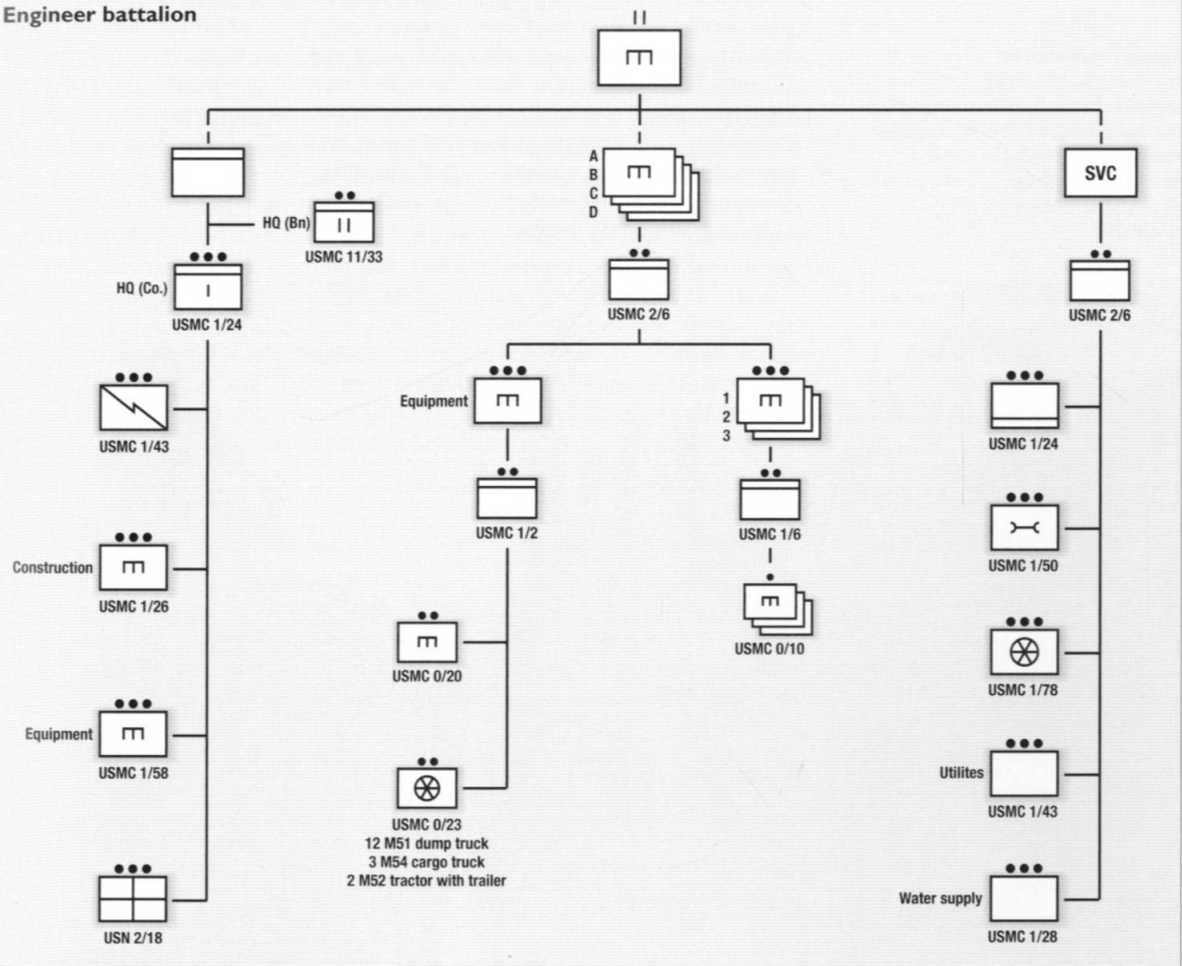 Engineer battalion
A
B
C
D
SVC
HQ (Bn)
USMC 11/33
HQ (Co.)
USMC 1/24
USMC 2/6
USMC 2/6
USMC 1/43
Equipment
1
2
3
USMC 1/24
USMC 1/2
USMC 1/6
USMC 1/50
Construction
USMC 1/26
USMC 0/20
USMC 0/10
USMC 1/78
Equipment
USMC 1/58
USMC 0/23
12 M51 dump truck
3 M54 cargo truck
2 M52 tractor with trailer
Utilites
USMC 1/43
USN 2/18
Water supply
USMC 1/28